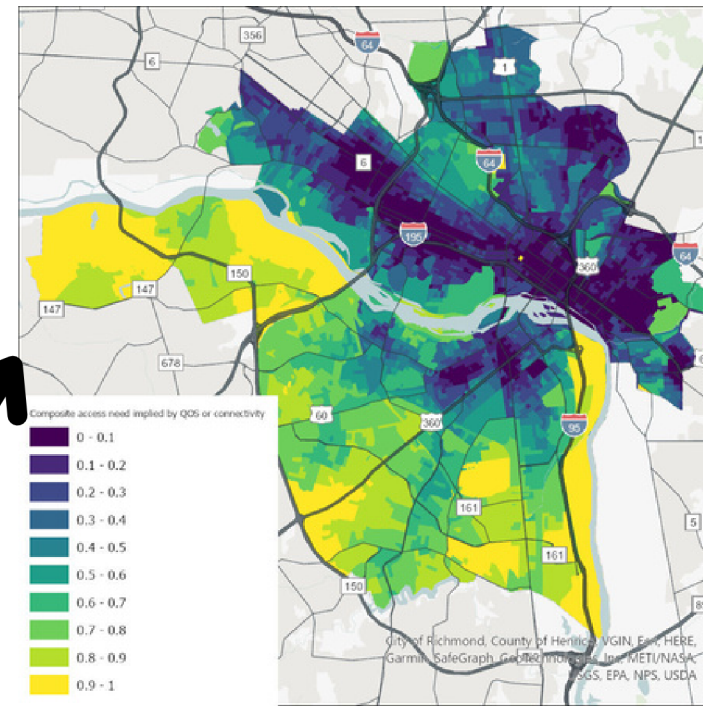 356
64
6
1
6
64
195
360
64
150
147
147
678
60
360
95
161
5
161
150
Composite access need implied by QOS or connectivity
0 - 0.1
0.1 - 0.2
0.2 - 0.3
0.3 - 0.4
0.4 - 0.5
0.5 - 0.6
0.6 - 0.7
0.7 - 0.8
0.8 - 0.9
0.9 - 1
City of Richmond, County of Henrico, VGIN, Esri, HERE,
Garmin, SafeGraph, GeoTechnologies, Inc, METI/NASA,
USGS, EPA, NPS, USDA